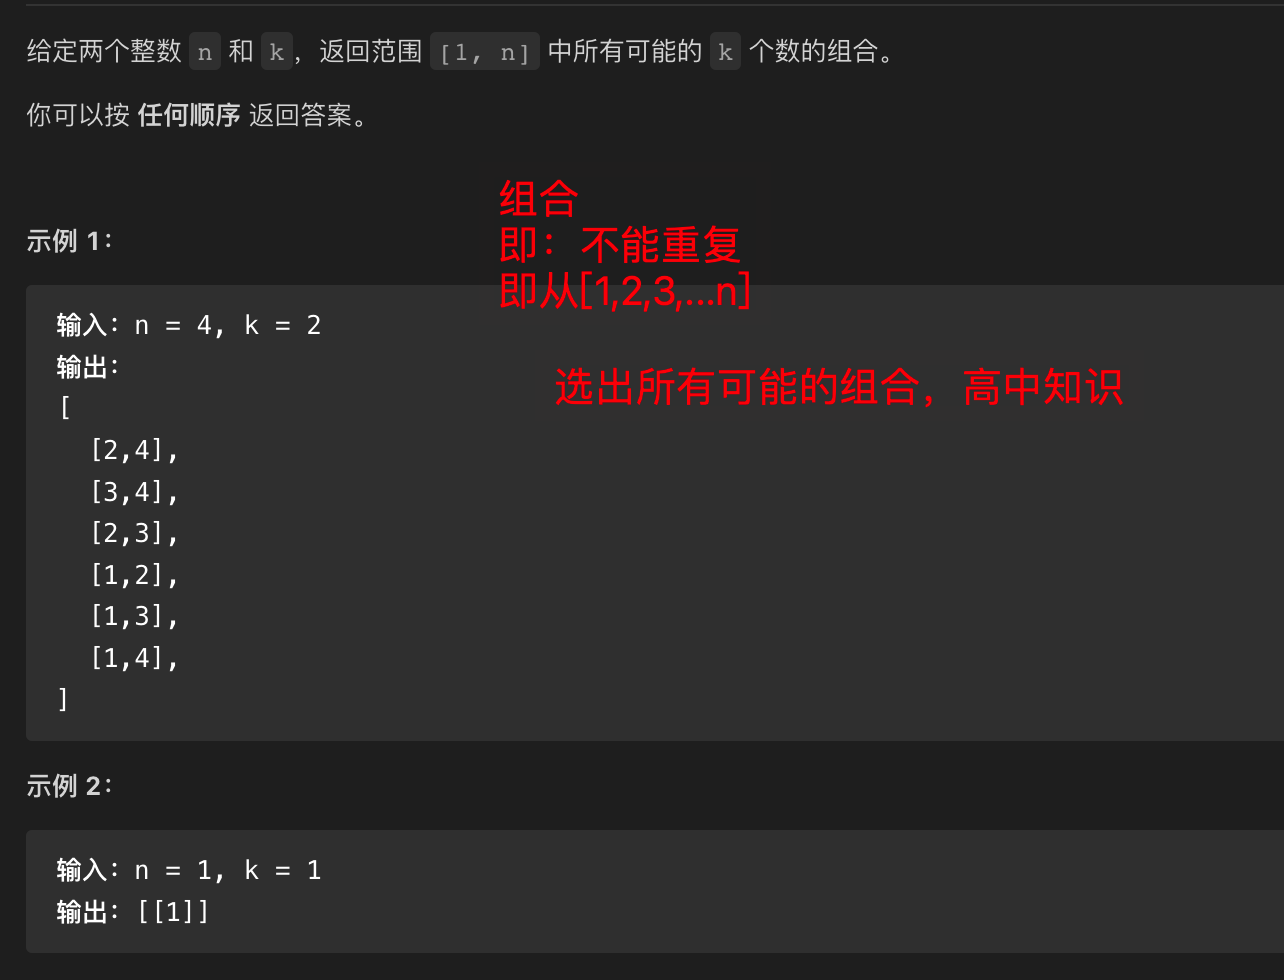 给定两个整数 n 和 k，返回范围 [1, n] 中所有可能的 k 个数的组合。
你可以按 任何顺序 返回答案。
组合
即：不能重复
即从[1,2,3,...n]
选出所有可能的组合，高中知识
示例 1：
输入：n = 4, k = 2
输出：
[
[2,4],
[3,4],
[2,3],
[1,2],
[1,3],
[1,4],
]
示例 2：
输入：n = 1, k = 1
输出：[[1]]